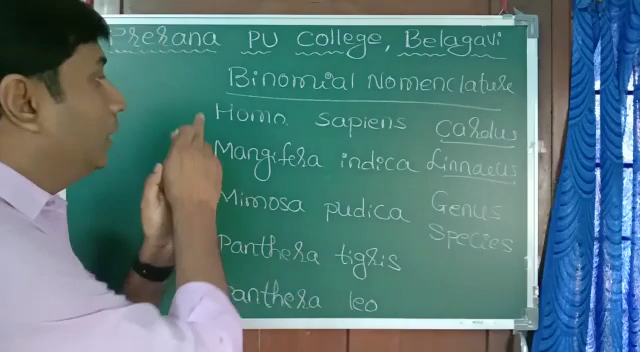 Prerana PU College, Belagavi
Binomial Nomenclature
Homo sapiens
Carolus
Mangifera indica
Linnaeus
Mimosa pudica
Genus
Species
Panthera tigris
Panthera leo